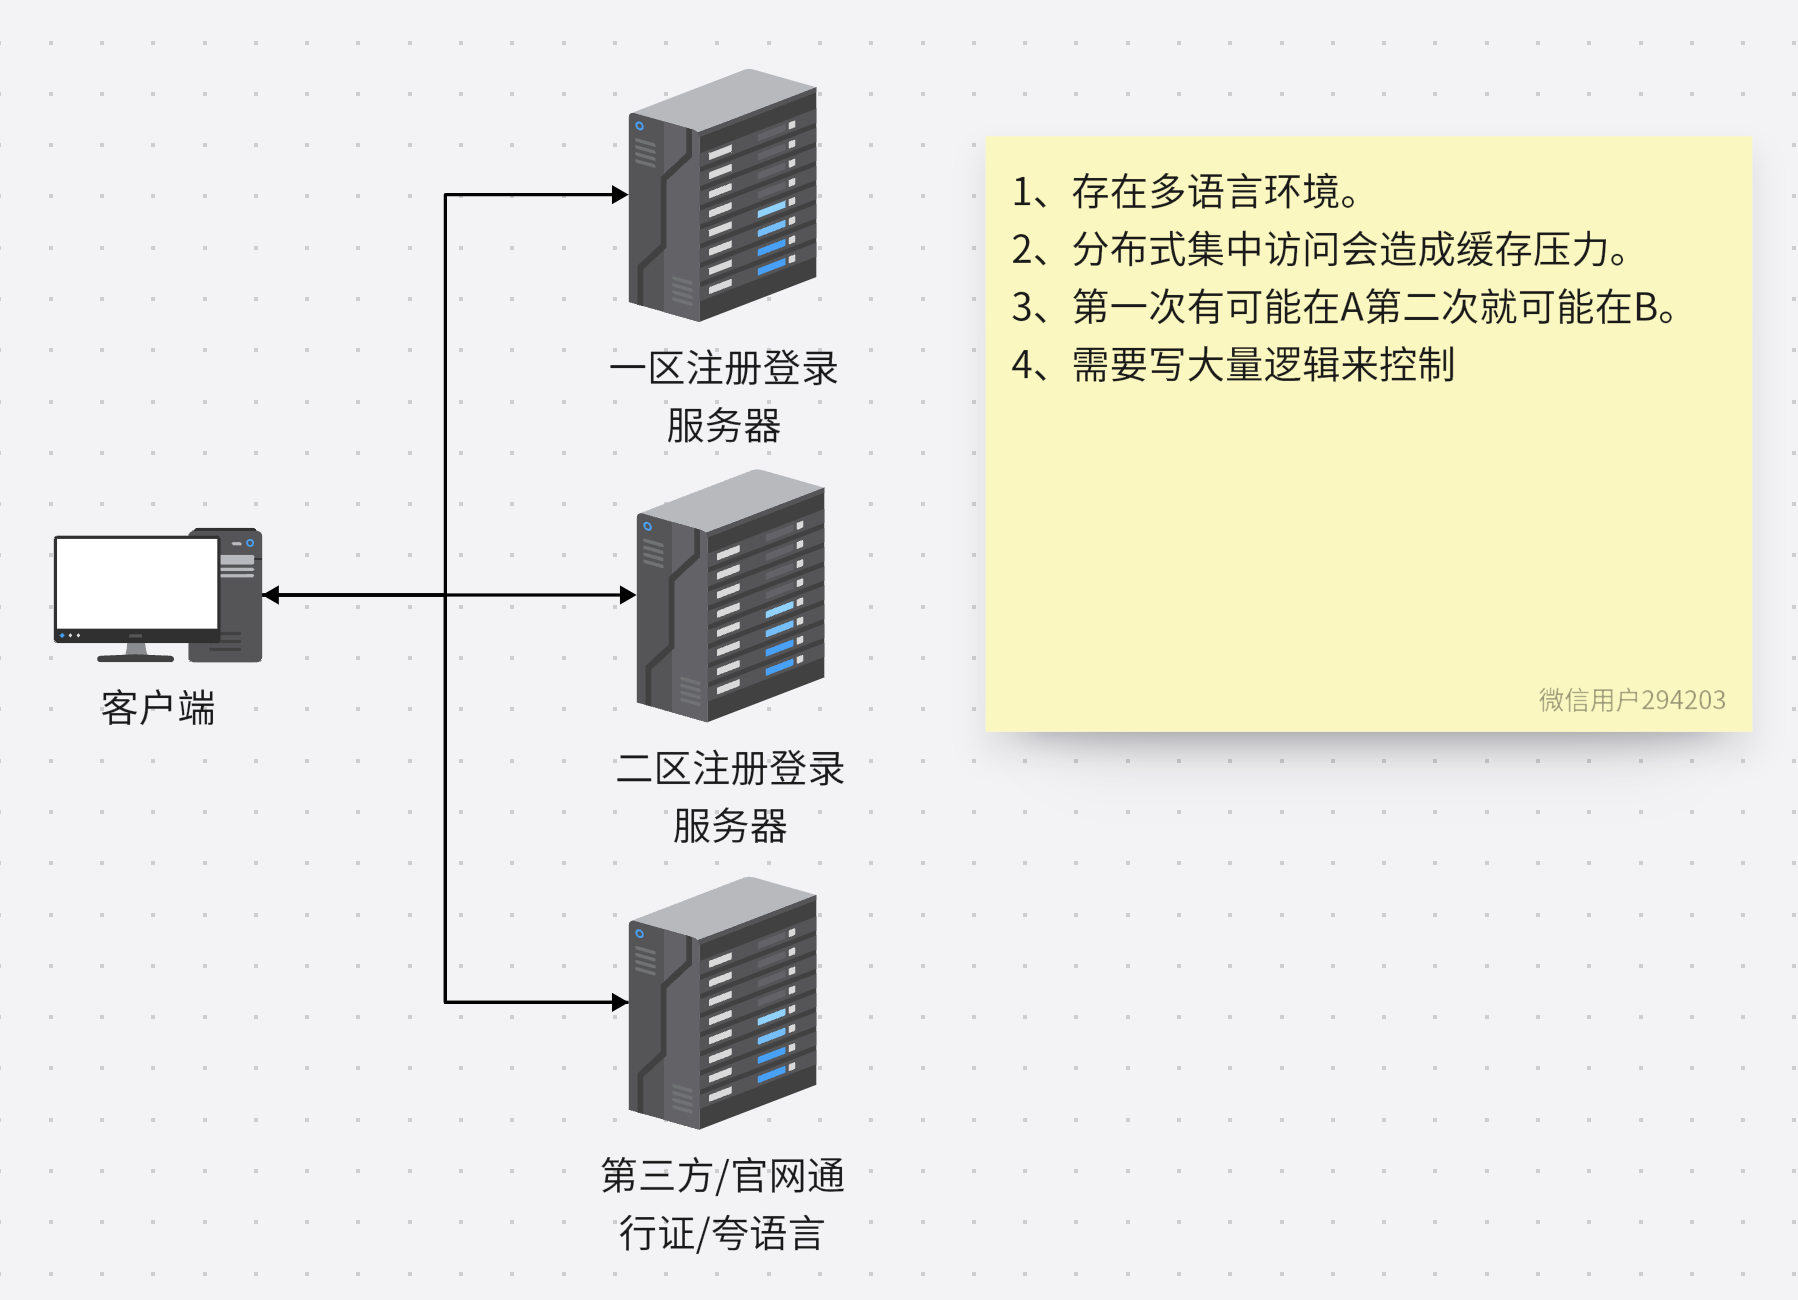 一区注册登录
服务器
客户端
二区注册登录
服务器
第三方/官网通
行证/夸语言
1、存在多语言环境。
2、分布式集中访问会造成缓存压力。
3、第一次有可能在A第二次就可能在B。
4、需要写大量逻辑来控制
微信用户294203